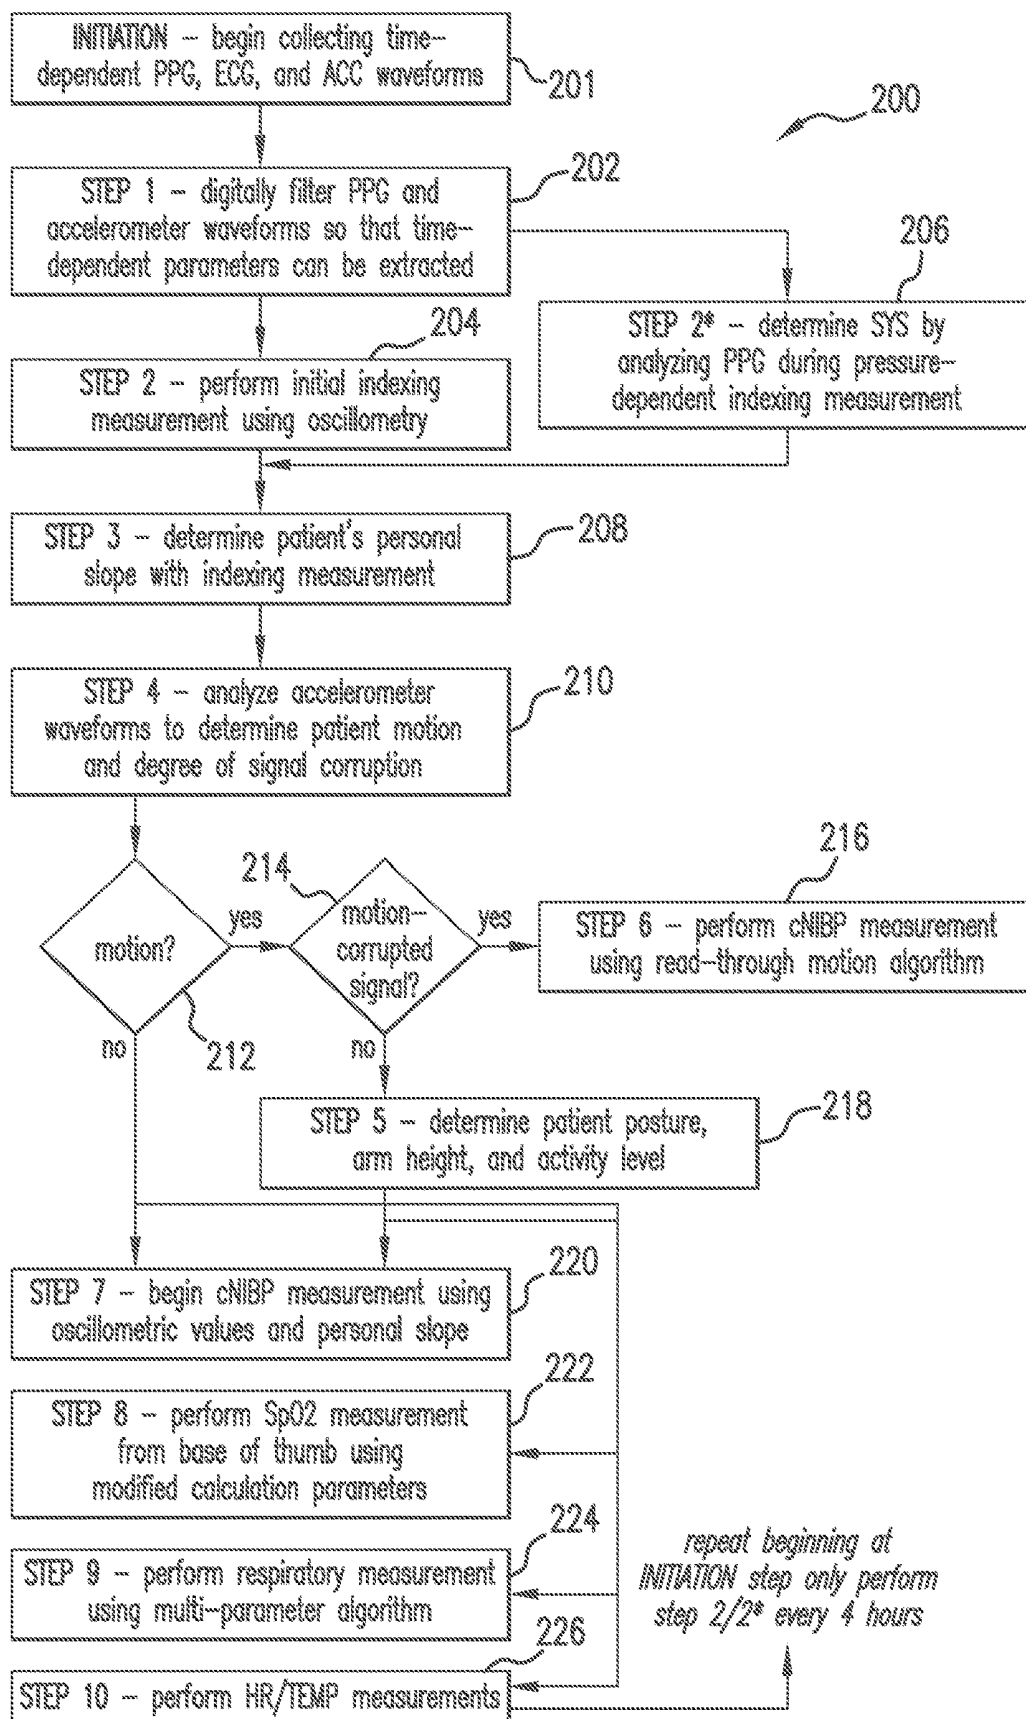 INITIATION – begin collecting time–
dependent PPG, ECG, and ACC waveforms
201
200
STEP 1 – digitally filter PPG and
accelerometer waveforms so that time–
dependent parameters can be extracted
202
206
204
STEP 2* – determine SYS by
analyzing PPG during pressure–
dependent indexing measurement
STEP 2 – perform initial indexing
measurement using oscillometry
STEP 3 – determine patient's personal
slope with indexing measurement
208
STEP 4 – analyze accelerometer
waveforms to determine patient motion
and degree of signal corruption
210
216
214
motion?
yes
no
212
motion–
corrupted
signal?
yes
no
STEP 6 – perform cNIBP measurement
using read–through motion algorithm
STEP 5 – determine patient posture,
arm height, and activity level
218
STEP 7 – begin cNIBP measurement using
oscillometric values and personal slope
220
STEP 8 – perform SpO2 measurement
from base of thumb using
modified calculation parameters
222
STEP 9 – perform respiratory measurement
using multi–parameter algorithm
224
STEP 10 – perform HR/TEMP measurements
226
repeat beginning at
INITIATION step only perform
step 2/2* every 4 hours